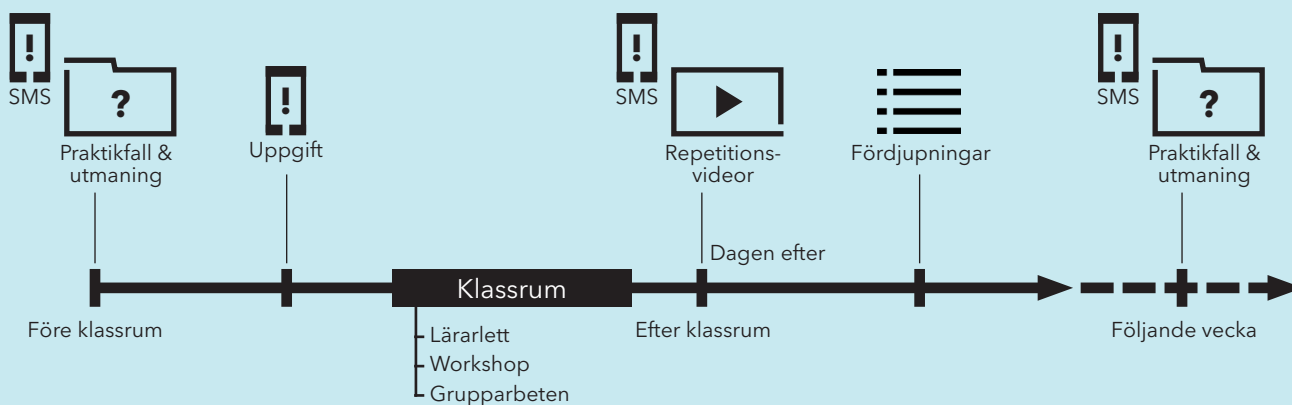 SMS
!
?
Praktikfall &
utmaning
!
Uppgift
SMS
!
Repetitions-
videor
Fördjupningar
SMS
!
?
Praktikfall &
utmaning
Dagen efter
Klassrum
Före klassrum
Lärarlett
Workshop
Grupparbeten
Efter klassrum
Följande vecka